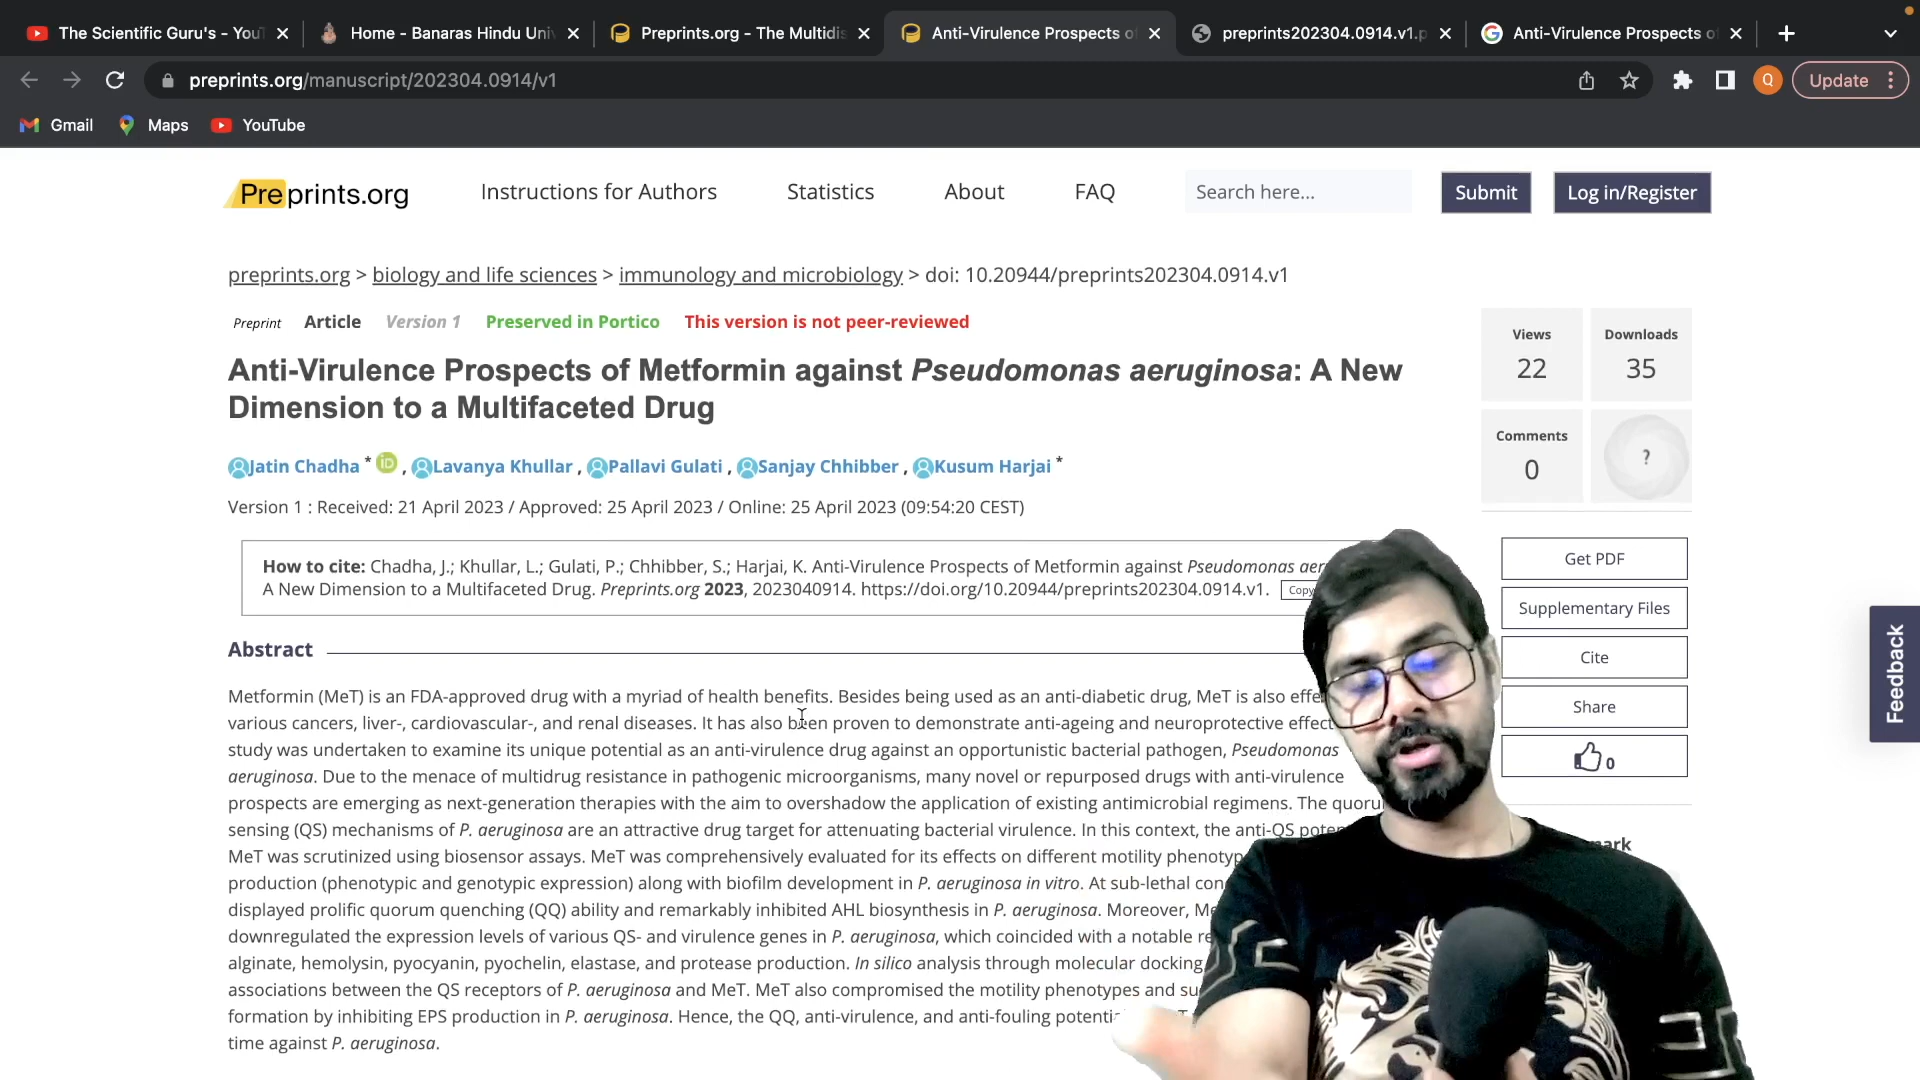 The Scientific Guru's - You
Home - Banaras Hindu Uni
Preprints.org - The Multidis
Anti-Virulence Prospects of
preprints202304.0914.v1.p
Anti-Virulence Prospects of
preprints.org/manuscript/202304.0914/v1
Q
Update
Gmail
Maps
YouTube
Preprints.org
Instructions for Authors
Statistics
About
FAQ
Search here...
Submit
Log in/Register
preprints.org > biology and life sciences > immunology and microbiology > doi: 10.20944/preprints202304.0914.v1
Preprint Article Version 1 Preserved in Portico This version is not peer-reviewed
Anti-Virulence Prospects of Metformin against Pseudomonas aeruginosa: A New
Dimension to a Multifaceted Drug
Jatin Chadha * iD , Lavanya Khullar , Pallavi Gulati , Sanjay Chhibber , Kusum Harjai *
Version 1 : Received: 21 April 2023 / Approved: 25 April 2023 / Online: 25 April 2023 (09:54:20 CEST)
How to cite: Chadha, J.; Khullar, L.; Gulati, P.; Chhibber, S.; Harjai, K. Anti-Virulence Prospects of Metformin against Pseudomonas aer
A New Dimension to a Multifaceted Drug. Preprints.org 2023, 2023040914. https://doi.org/10.20944/preprints202304.0914.v1. Copy
Abstract
Metformin (MeT) is an FDA-approved drug with a myriad of health benefits. Besides being used as an anti-diabetic drug, MeT is also effe
various cancers, liver-, cardiovascular-, and renal diseases. It has also been proven to demonstrate anti-ageing and neuroprotective effect
study was undertaken to examine its unique potential as an anti-virulence drug against an opportunistic bacterial pathogen, Pseudomonas
aeruginosa. Due to the menace of multidrug resistance in pathogenic microorganisms, many novel or repurposed drugs with anti-virulence
prospects are emerging as next-generation therapies with the aim to overshadow the application of existing antimicrobial regimens. The quoru
sensing (QS) mechanisms of P. aeruginosa are an attractive drug target for attenuating bacterial virulence. In this context, the anti-QS poten
MeT was scrutinized using biosensor assays. MeT was comprehensively evaluated for its effects on different motility phenotyp
production (phenotypic and genotypic expression) along with biofilm development in P. aeruginosa in vitro. At sub-lethal con
displayed prolific quorum quenching (QQ) ability and remarkably inhibited AHL biosynthesis in P. aeruginosa. Moreover, Me
downregulated the expression levels of various QS- and virulence genes in P. aeruginosa, which coincided with a notable re
alginate, hemolysin, pyocyanin, pyochelin, elastase, and protease production. In silico analysis through molecular docking
associations between the QS receptors of P. aeruginosa and MeT. MeT also compromised the motility phenotypes and su
formation by inhibiting EPS production in P. aeruginosa. Hence, the QQ, anti-virulence, and anti-fouling potentia
time against P. aeruginosa.
Views
22
Downloads
35
Comments
0
?
Get PDF
Supplementary Files
Cite
Share
0
ark
Feedback